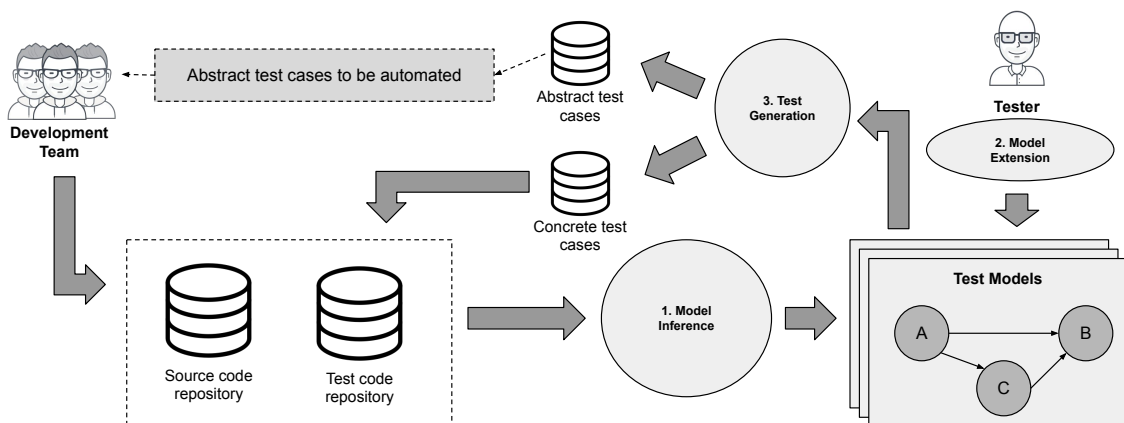 Abstract test cases to be automated
Development
Team
Abstract test
cases
3. Test
Generation
Tester
2. Model
Extension
Concrete test
cases
Source code
repository
Test code
repository
1. Model
Inference
Test Models
A
B
C